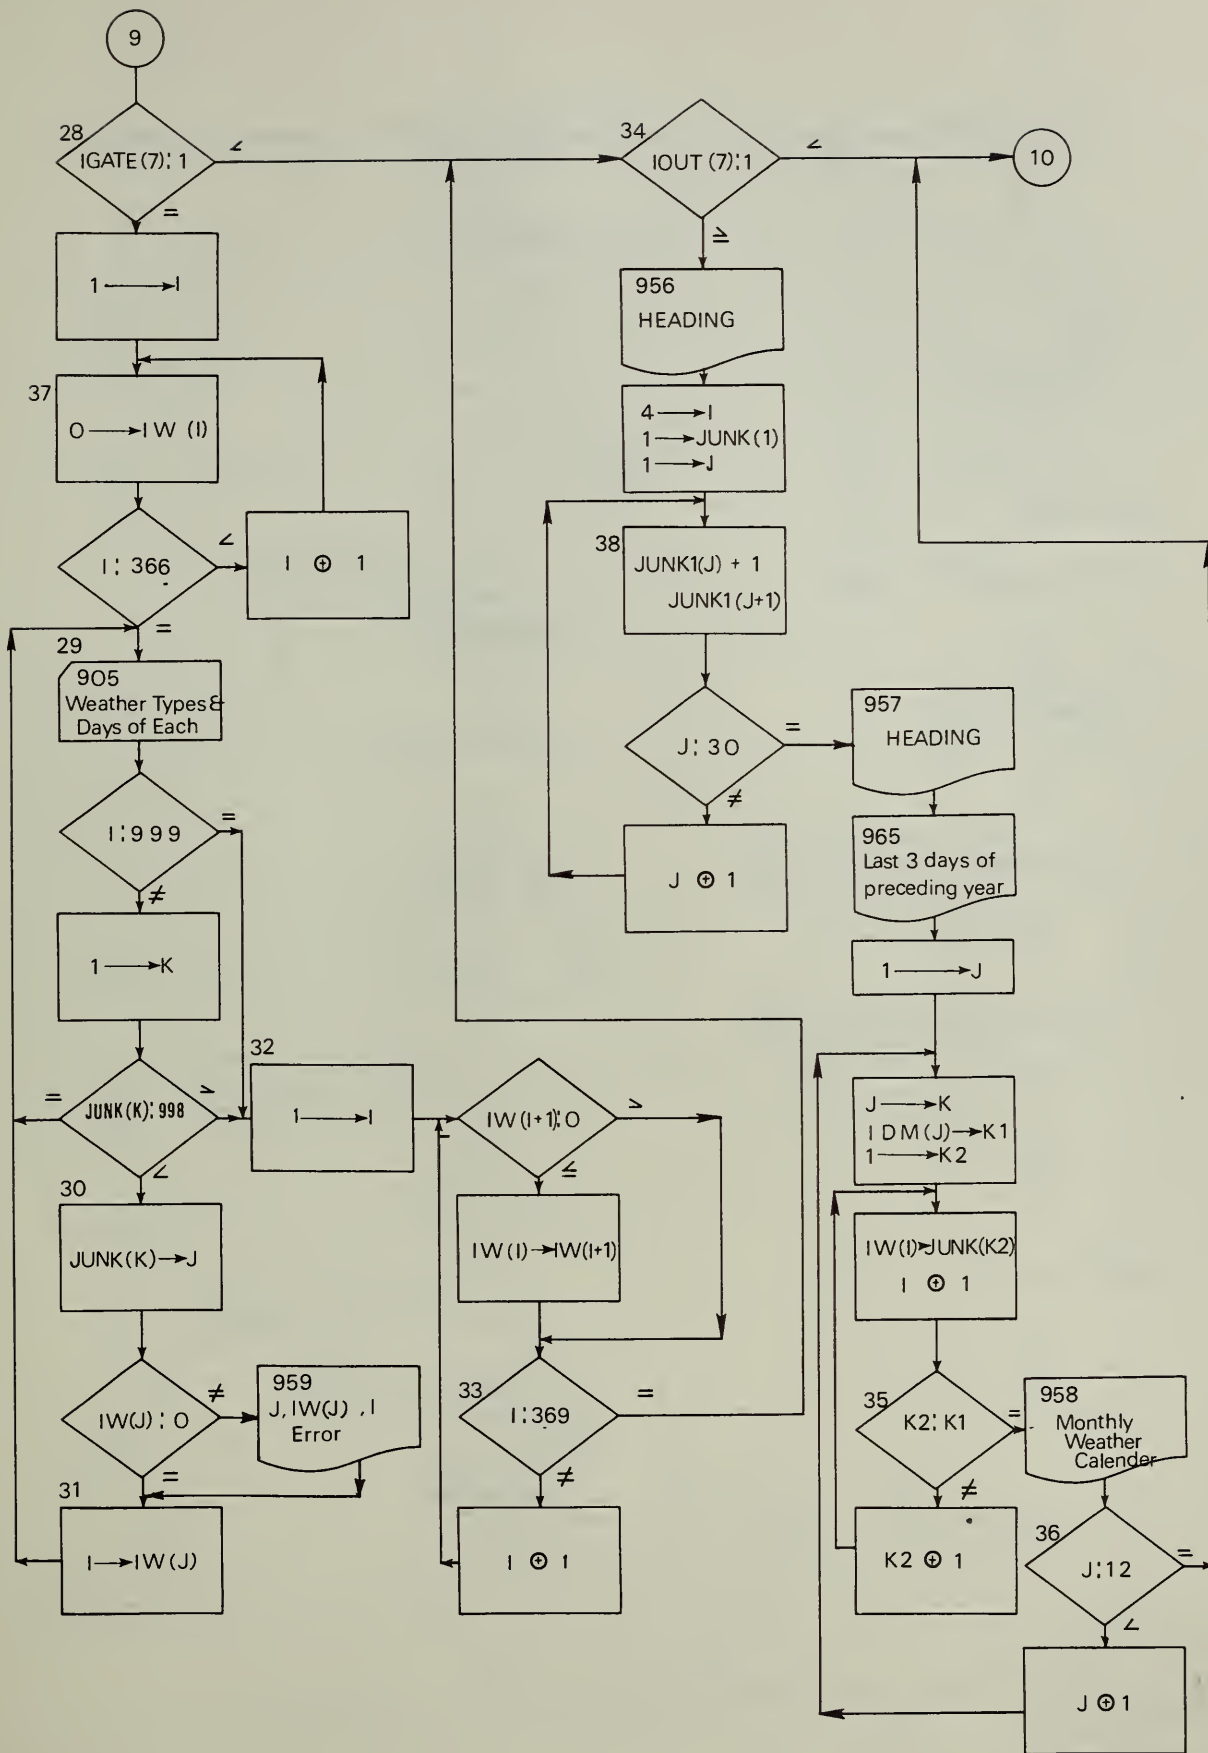 9
28
IGATE(7):1
<
=
1→I
37
0→IW (I)
I:366
<
I ⊕ 1
=
29
905
Weather Types &
Days of Each
I:999
=
≠
1→K
JUNK(K):998
=
>
<
30
JUNK(K)→J
IW(J):0
≠
959
J, IW(J), I
Error
=
31
I→IW(J)
32
1→I
IW(I+1):0
>
≤
IW(I)→IW(I+1)
33
I:369
=
≠
I ⊕ 1
34
IOUT (7):1
<
10
≥
956
HEADING
4→I
1→JUNK(1)
1→J
38
JUNK1(J) + 1
JUNK1(J+1)
J:30
=
≠
J ⊕ 1
957
HEADING
965
Last 3 days of
preceding year
1→J
J→K
IDM(J)→K1
1→K2
IW(I)→JUNK(K2)
I ⊕ 1
35
K2:K1
=
≠
K2 ⊕ 1
958
Monthly
Weather
Calender
36
J:12
=
<
J ⊕ 1